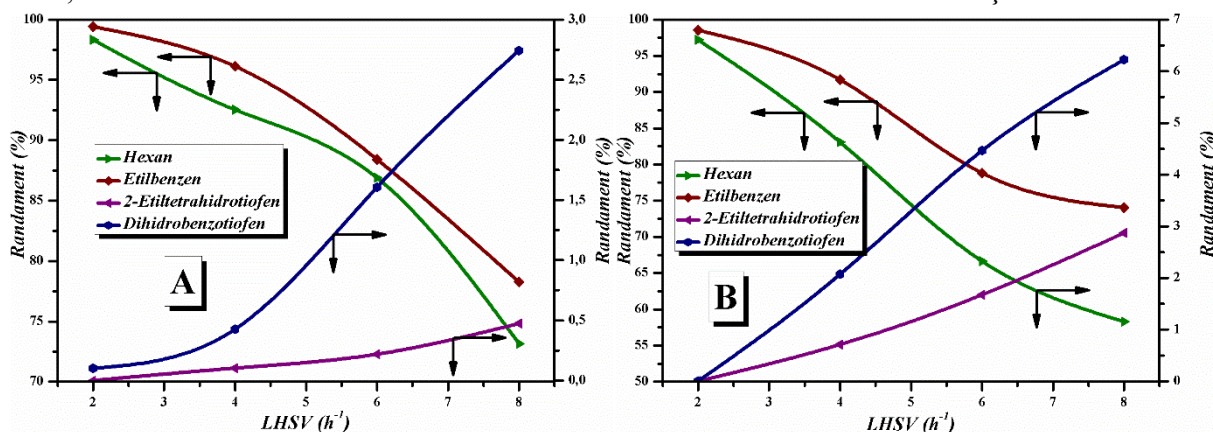 100
95
90
85
80
75
70
Randament (%)
3,0
2,5
2,0
1,5
1,0
0,5
0,0
Randament (%)
Hexan
Etilbenzen
2-Etiltetrahidrotiofen
Dihidrobenzotiofen
A
2 3 4 5 6 7 8
LHSV (h⁻¹)
100
95
90
85
80
75
70
65
60
55
50
Randament (%)
7
6
5
4
3
2
1
0
Randament (%)
Hexan
Etilbenzen
2-Etiltetrahidrotiofen
Dihidrobenzotiofen
B
2 3 4 5 6 7 8
LHSV (h⁻¹)